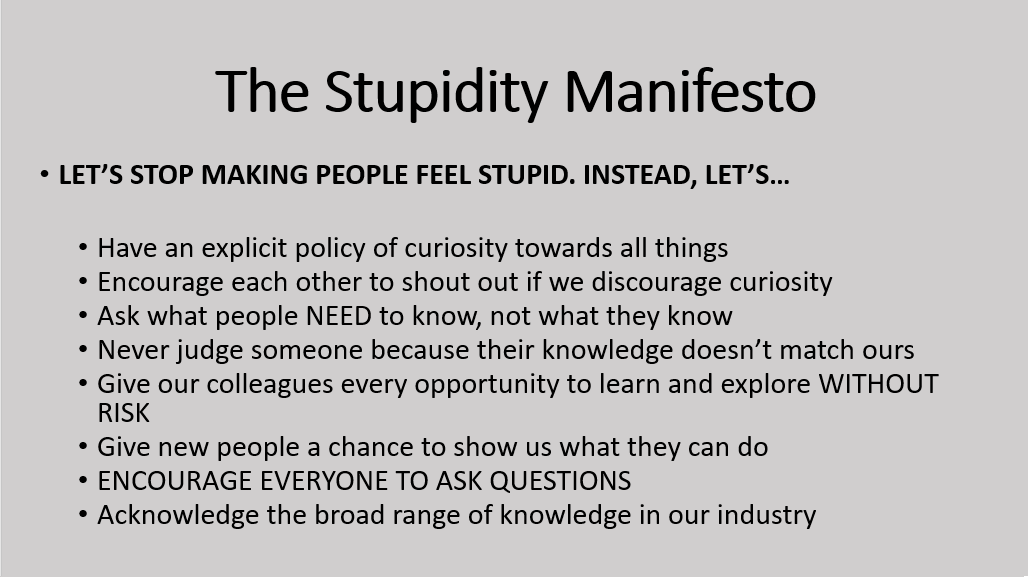 The Stupidity Manifesto
• LET’S STOP MAKING PEOPLE FEEL STUPID. INSTEAD, LET’S…
• Have an explicit policy of curiosity towards all things
• Encourage each other to shout out if we discourage curiosity
• Ask what people NEED to know, not what they know
• Never judge someone because their knowledge doesn’t match ours
• Give our colleagues every opportunity to learn and explore WITHOUT
RISK
• Give new people a chance to show us what they can do
• ENCOURAGE EVERYONE TO ASK QUESTIONS
• Acknowledge the broad range of knowledge in our industry